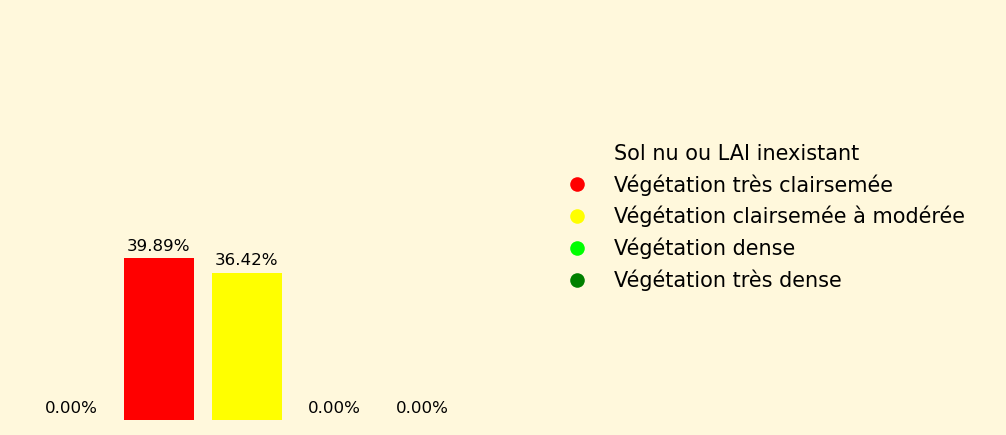 Sol nu ou LAI inexistant
Végétation très clairsemée
Végétation clairsemée à modérée
Végétation dense
Végétation très dense
39.89%
36.42%
0.00%
0.00%
0.00%